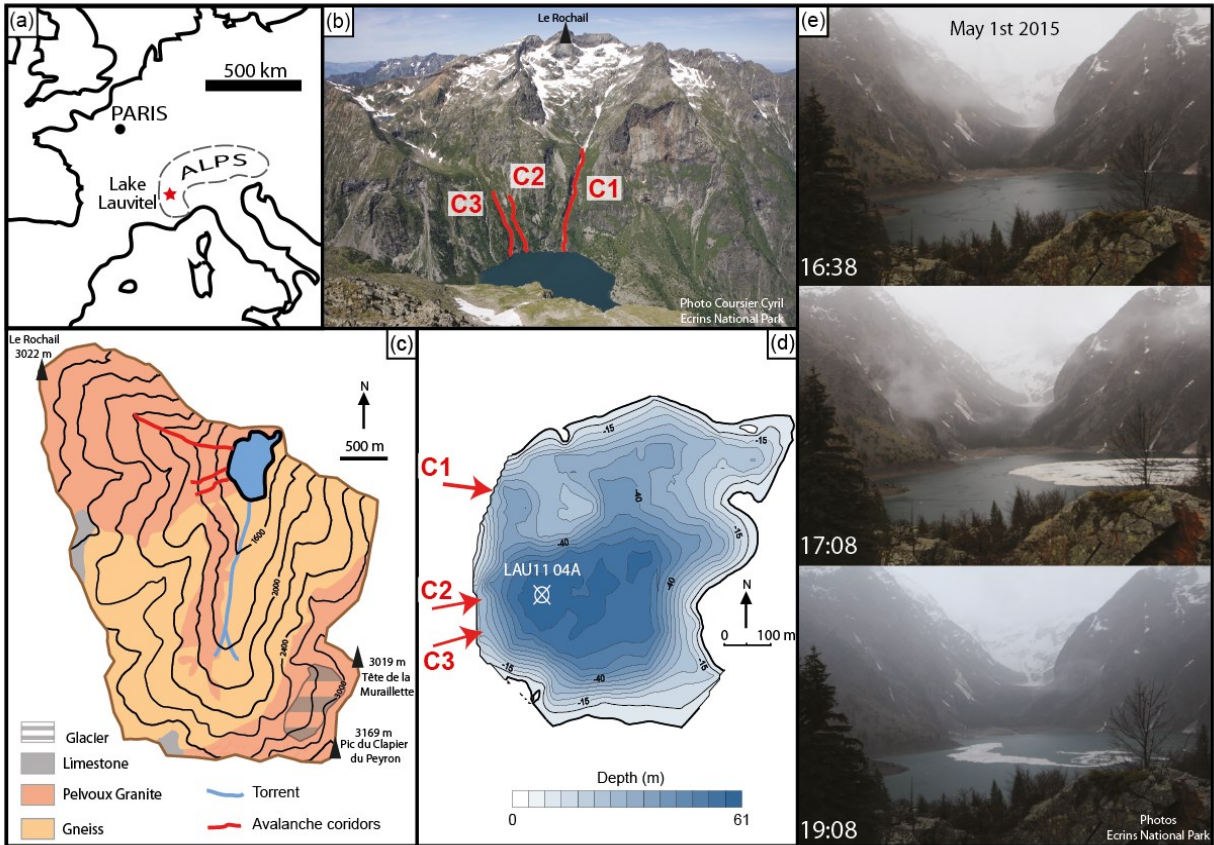 (a)
500 km
PARIS
ALPS
Lake
Lauvitel
(b)
Le Rochail
C3
C2
C1
Photo Coursier Cyril
Ecrins National Park
(c)
Le Rochail
3022 m
N
500 m
1600
2000
2400
3000
3019 m
Tête de la
Muraillette
3169 m
Pic du Clapier
du Peyron
Glacier
Limestone
Pelvoux Granite
Gneiss
Torrent
Avalanche coridors
(d)
C1
C2
C3
-15
-15
-40
-15
-40
-40
-15
-40
-15
-15
LAU11 04A
N
0 100 m
Depth (m)
0 61
(e)
May 1st 2015
16:38
17:08
19:08
Photos
Ecrins National Park